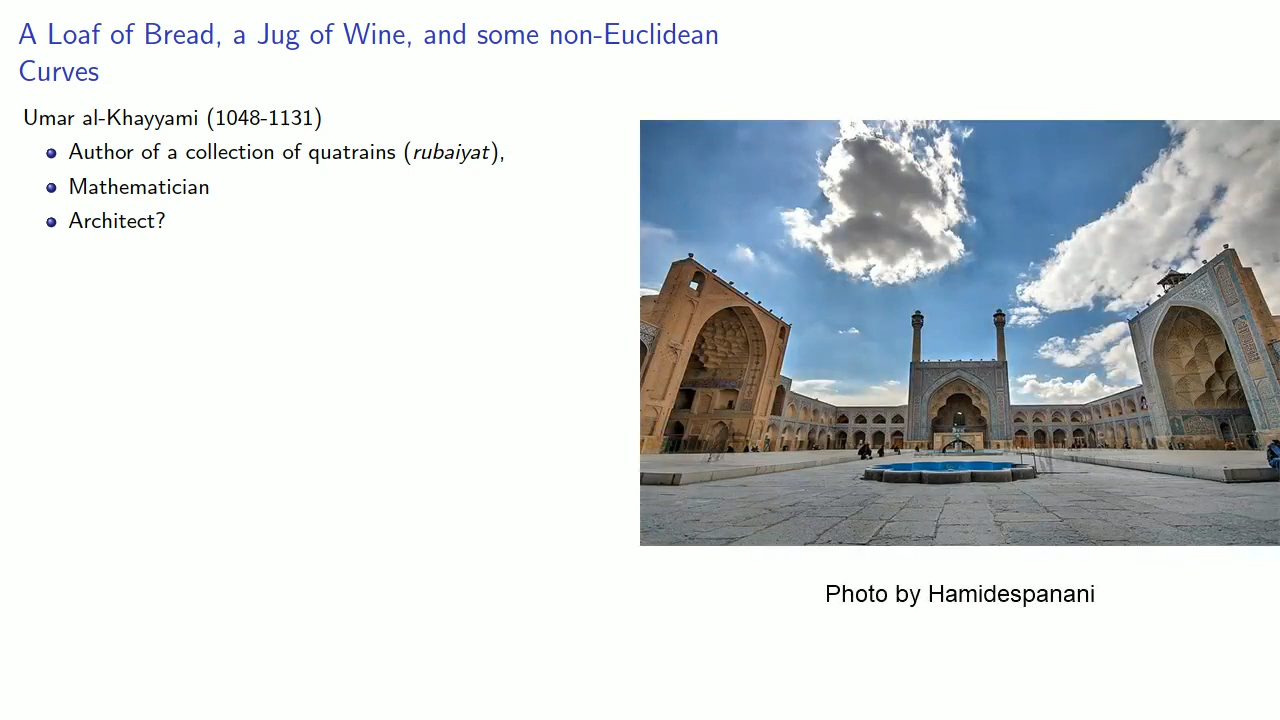 A Loaf of Bread, a Jug of Wine, and some non-Euclidean
Curves
Umar al-Khayyami (1048-1131)
Author of a collection of quatrains (rubaiyat),
Mathematician
Architect?
Photo by Hamidespanani